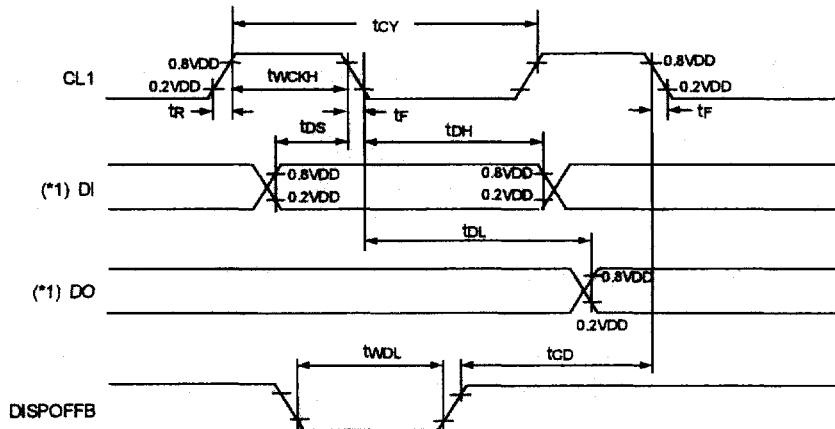 tCY
CL1
0.8VDD
0.2VDD
tWCKH
0.8VDD
0.2VDD
tR
tF
tF
tDS
tDH
(*1) DI
0.8VDD
0.2VDD
0.8VDD
0.2VDD
tDL
(*1) DO
0.8VDD
0.2VDD
tWDL
tCD
DISPOFFB